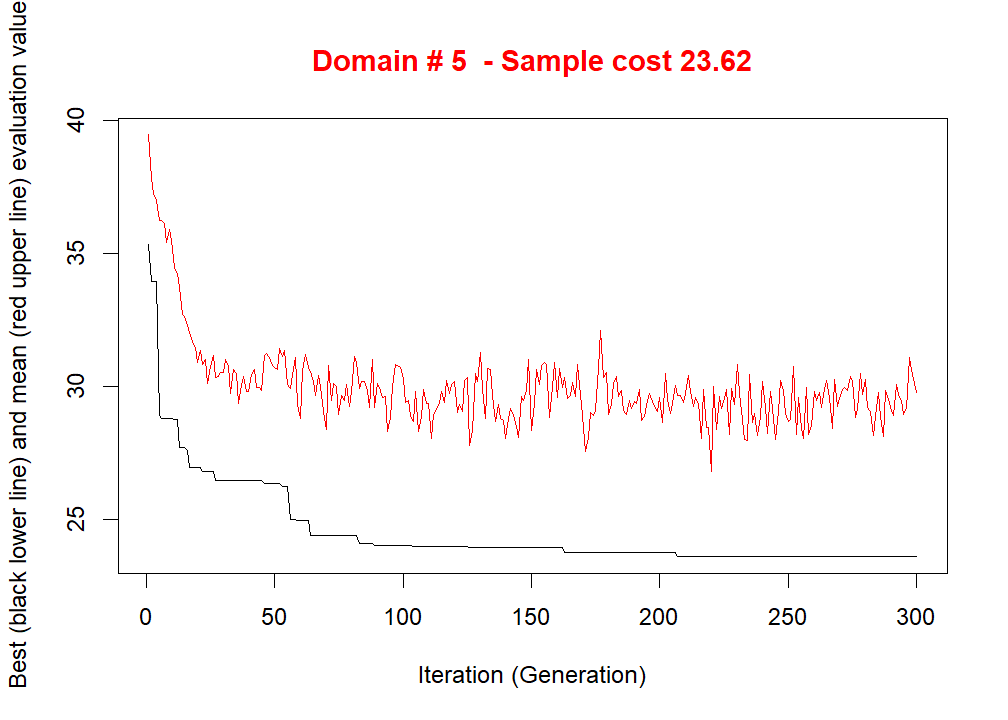 Domain # 5  - Sample cost 23.62
Best (black lower line) and mean (red upper line) evaluation value
40
35
30
25
0 50 100 150 200 250 300
Iteration (Generation)